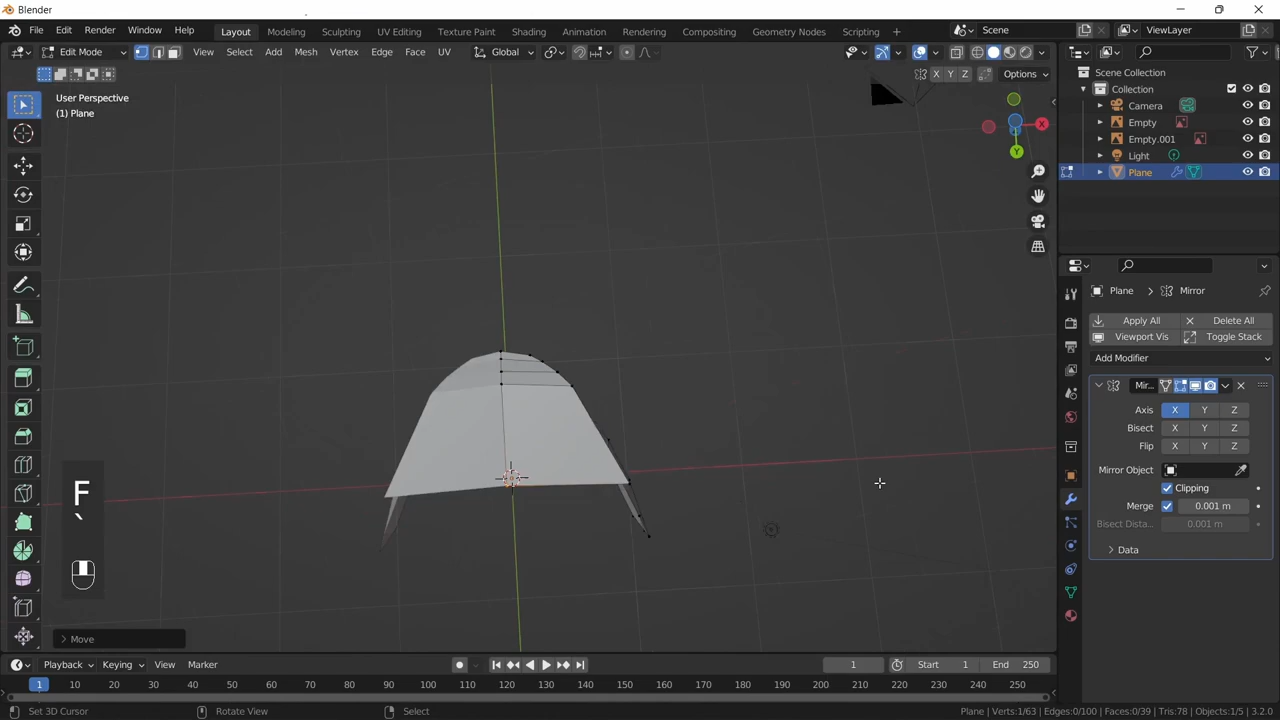 Blender
File Edit Render Window Help Layout Modeling Sculpting UV Editing Texture Paint Shading Animation Rendering Compositing Geometry Nodes Scripting + Scene ViewLayer
Edit Mode View Select Add Mesh Vertex Edge Face UV Global
X Y Z Options
User Perspective
(1) Plane
X
Y
Scene Collection
Collection
Camera
Empty
Empty.001
Light
Plane
Plane > Mirror
Apply All Delete All
Viewport Vis Toggle Stack
Add Modifier
Mir...
Axis X Y Z
Bisect X Y Z
Flip X Y Z
Mirror Object
Clipping
Merge 0.001 m
Bisect Dista... 0.001 m
> Data
F
`
> Move
Playback Keying View Marker 1 Start 1 End 250
1 10 20 30 40 50 60 70 80 90 100 110 120 130 140 150 160 170 180 190 200 210 220 230 240 250
Set 3D Cursor Rotate View Select Plane | Verts:1/63 | Edges:0/100 | Faces:0/39 | Tris:78 | Objects:1/5 | 3.2.0